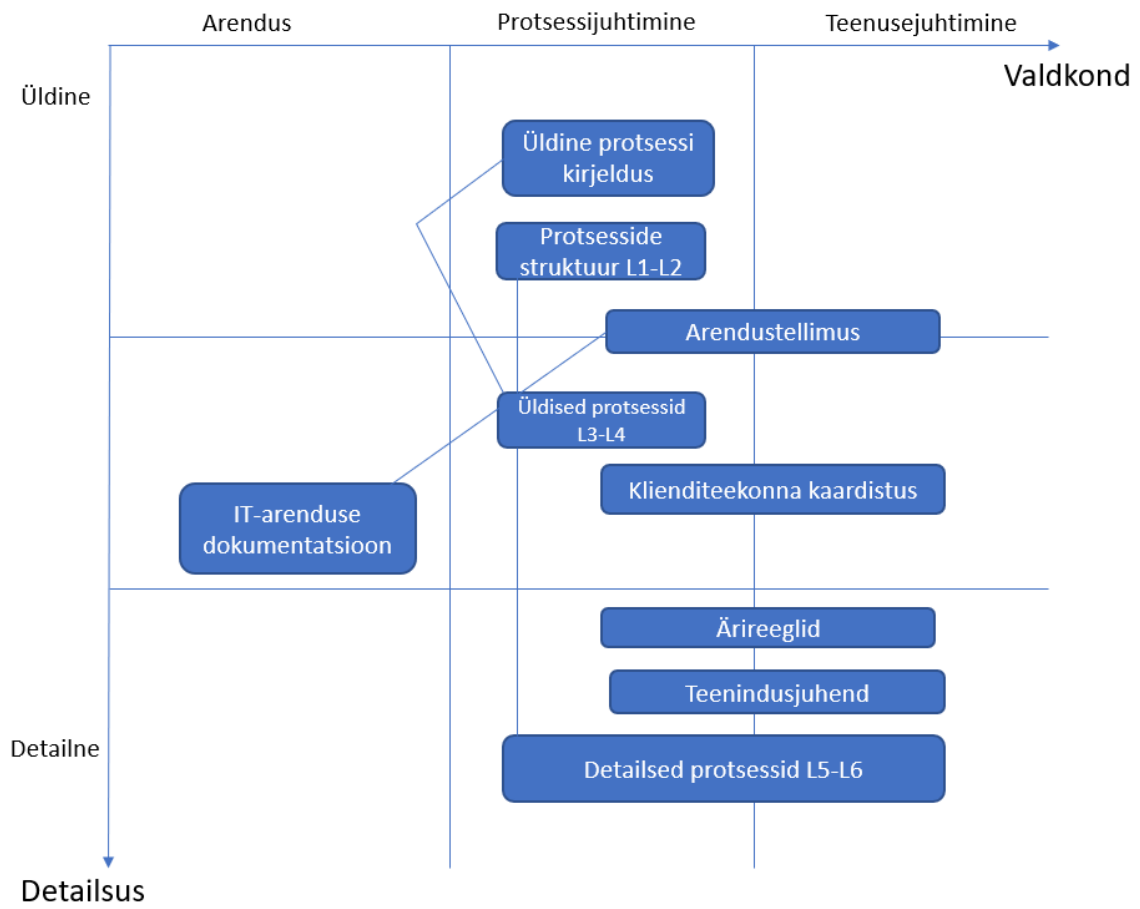 Arendus
Protsessijuhtimine
Teenusejuhtimine
Valdkond
Üldine
Üldine protsessi
kirjeldus
Protsesside
struktuur L1-L2
Arendustellimus
Üldised protsessid
L3-L4
Klienditeekonna kaardistus
IT-arenduse
dokumentatsioon
Ärireeglid
Teenindusjuhend
Detailne
Detailsed protsessid L5-L6
Detailsus